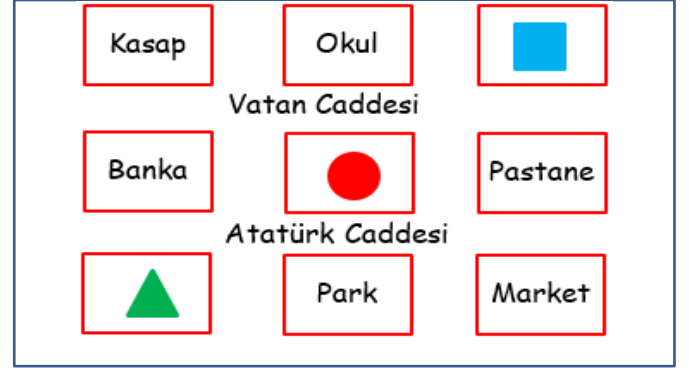 Kasap Okul
Vatan Caddesi
Banka Pastane
Atatürk Caddesi
Park Market